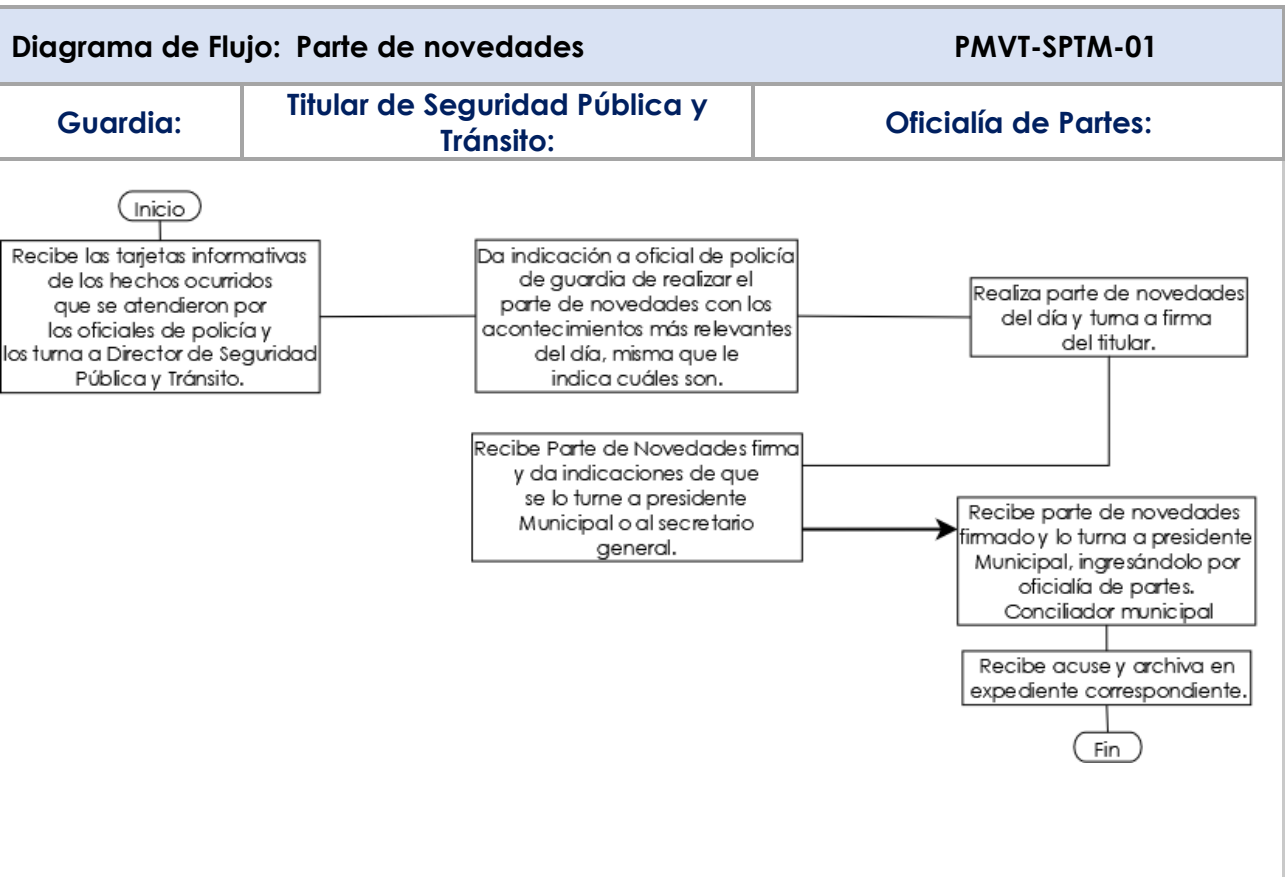 Diagrama de Flujo: Parte de novedades PMVT-SPTM-01
Guardia:
Titular de Seguridad Pública y
Tránsito:
Oficialía de Partes:
Inicio
Recibe las tarjetas informativas
de los hechos ocurridos
que se atendieron por
los oficiales de policía y
los turna a Director de Seguridad
Pública y Tránsito.
Da indicación a oficial de policía
de guardia de realizar el
parte de novedades con los
acontecimientos más relevantes
del día, misma que le
indica cuáles son.
Realiza parte de novedades
del día y turna a firma
del titular.
Recibe Parte de Novedades firma
y da indicaciones de que
se lo turne a presidente
Municipal o al secretario
general.
Recibe parte de novedades
firmado y lo turna a presidente
Municipal, ingresándolo por
oficialía de partes.
Conciliador municipal
Recibe acuse y archiva en
expediente correspondiente.
Fin